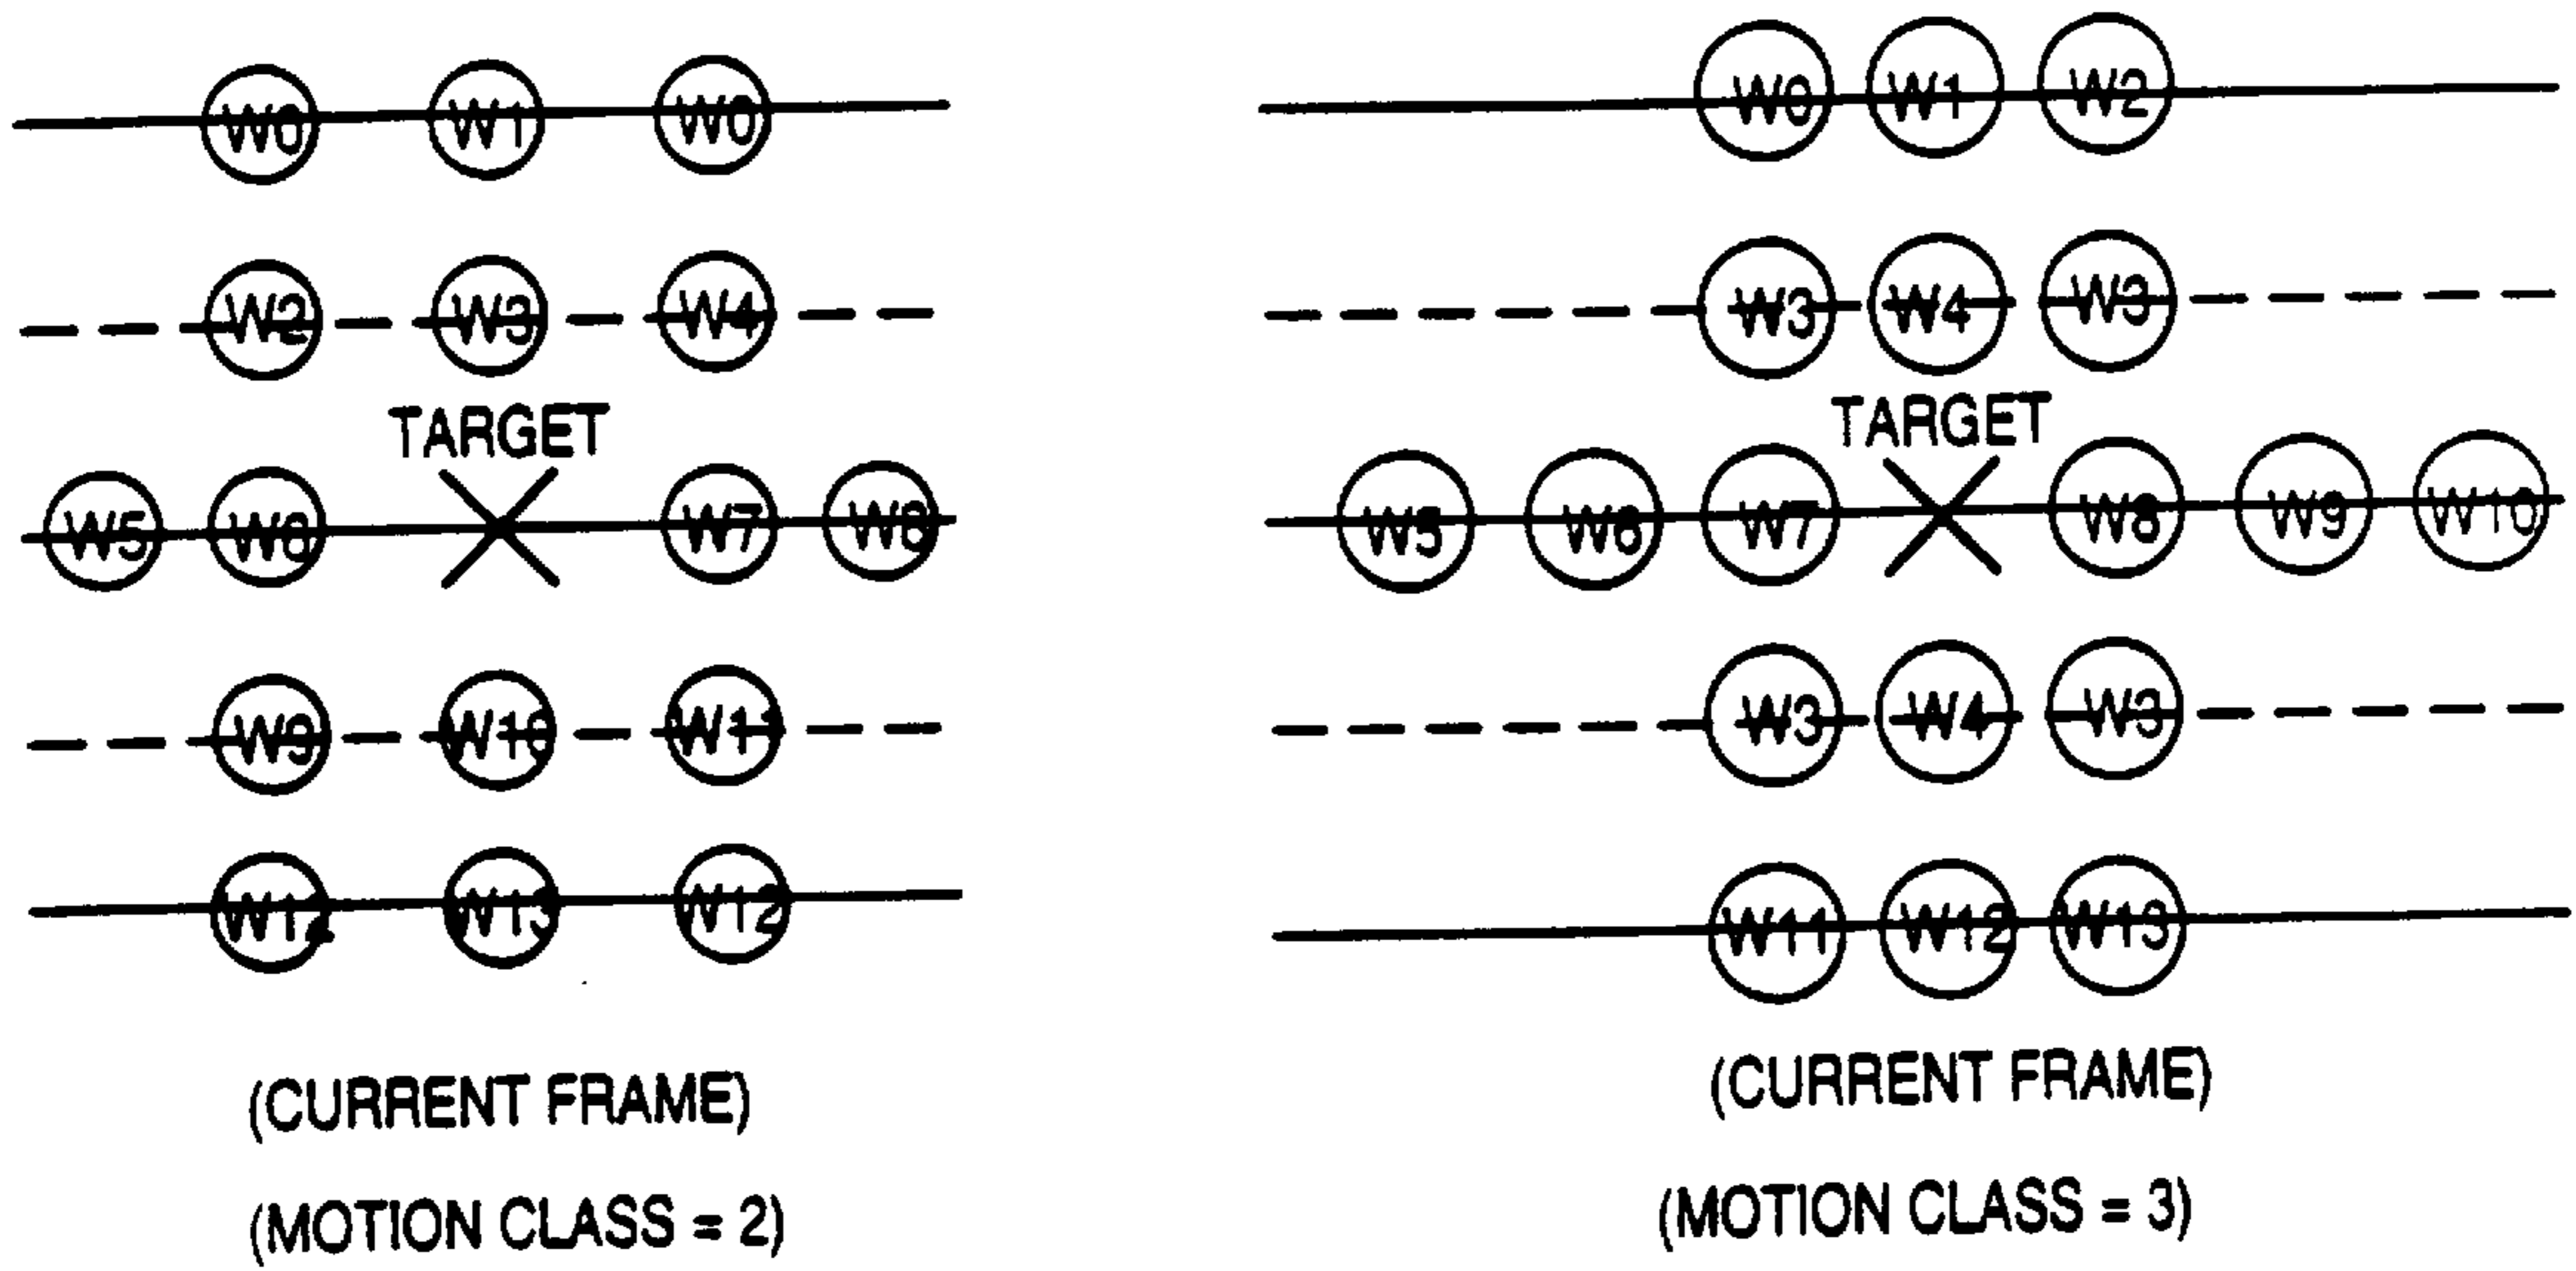 W0 W1 W0
W2 W3 W4
TARGET
W5 W6 W7 W8
W9 W10 W11
W12 W13 W12
(CURRENT FRAME)
(MOTION CLASS = 2)
W0 W1 W2
W3 W4 W3
TARGET
W5 W6 W7 W8 W9 W10
W3 W4 W3
W11 W12 W13
(CURRENT FRAME)
(MOTION CLASS = 3)